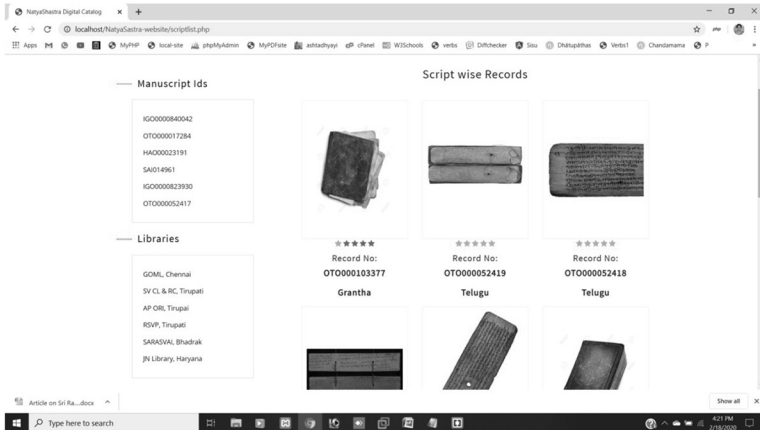 NatyaShastra Digital Catalog
localhost/NatyaSastra-website/scriptlist.php
Apps MyPHP local-site phpMyAdmin MyPDFsite ashtadhyayi cPanel W3Schools verbs Diffchecker Sisu Dhātupāthas Verbs1 Chandamama P
Manuscript Ids
IGO0000840042
OTO000017284
HAO00023191
SAI014961
IGO0000823930
OTO000052417
Libraries
GOML, Chennai
SV CL & RC, Tirupati
AP ORI, Tirupai
RSVP, Tirupati
SARASVAI, Bhadrak
JN Library, Haryana
Script wise Records
Record No:
OTO000103377
Grantha
Record No:
OTO000052419
Telugu
Record No:
OTO000052418
Telugu
Article on Sri Ra....docx
Show all
Type here to search
4:21 PM
2/18/2020